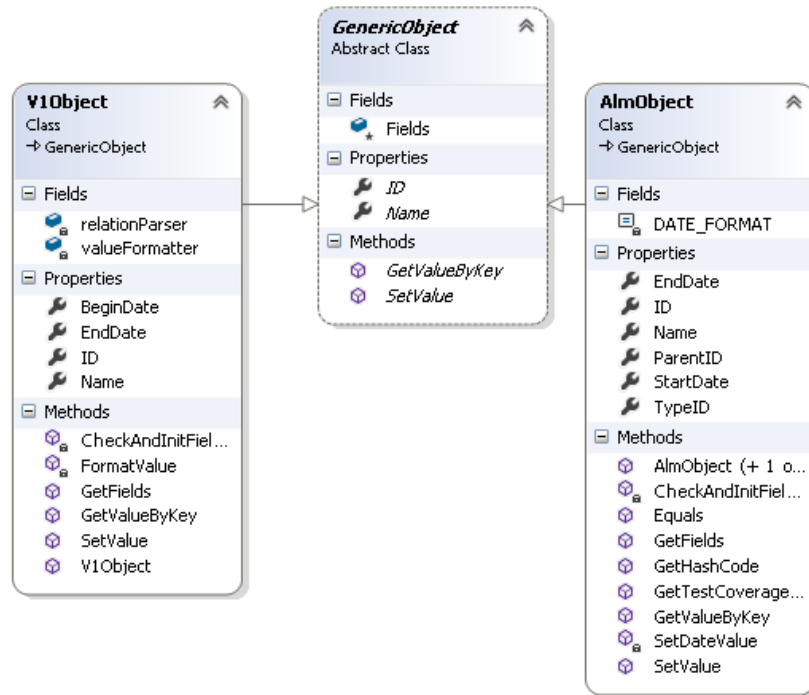 GenericObject
Abstract Class
Fields
Fields
Properties
ID
Name
Methods
GetValueByKey
SetValue
V1Object
Class
GenericObject
Fields
relationParser
valueFormatter
Properties
BeginDate
EndDate
ID
Name
Methods
CheckAndInitFiel...
FormatValue
GetFields
GetValueByKey
SetValue
V1Object
AlmObject
Class
GenericObject
Fields
DATE_FORMAT
Properties
EndDate
ID
Name
ParentID
StartDate
TypeID
Methods
AlmObject (+ 1 o...
CheckAndInitFiel...
Equals
GetFields
GetHashCode
GetTestCoverage...
GetValueByKey
SetDateValue
SetValue